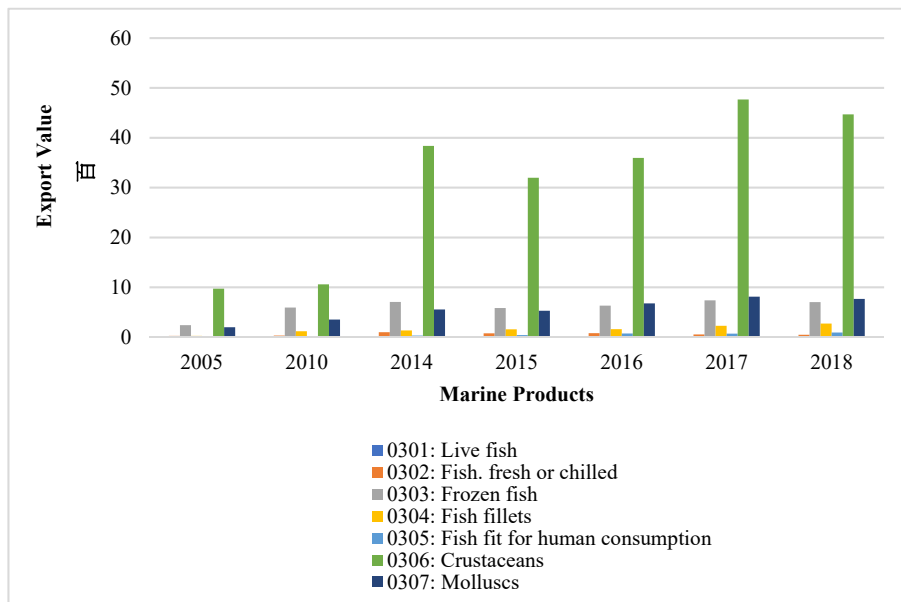 60
50
40
30
20
10
0
Export Value
百
2005 2010 2014 2015 2016 2017 2018
Marine Products
0301: Live fish
0302: Fish. fresh or chilled
0303: Frozen fish
0304: Fish fillets
0305: Fish fit for human consumption
0306: Crustaceans
0307: Molluscs